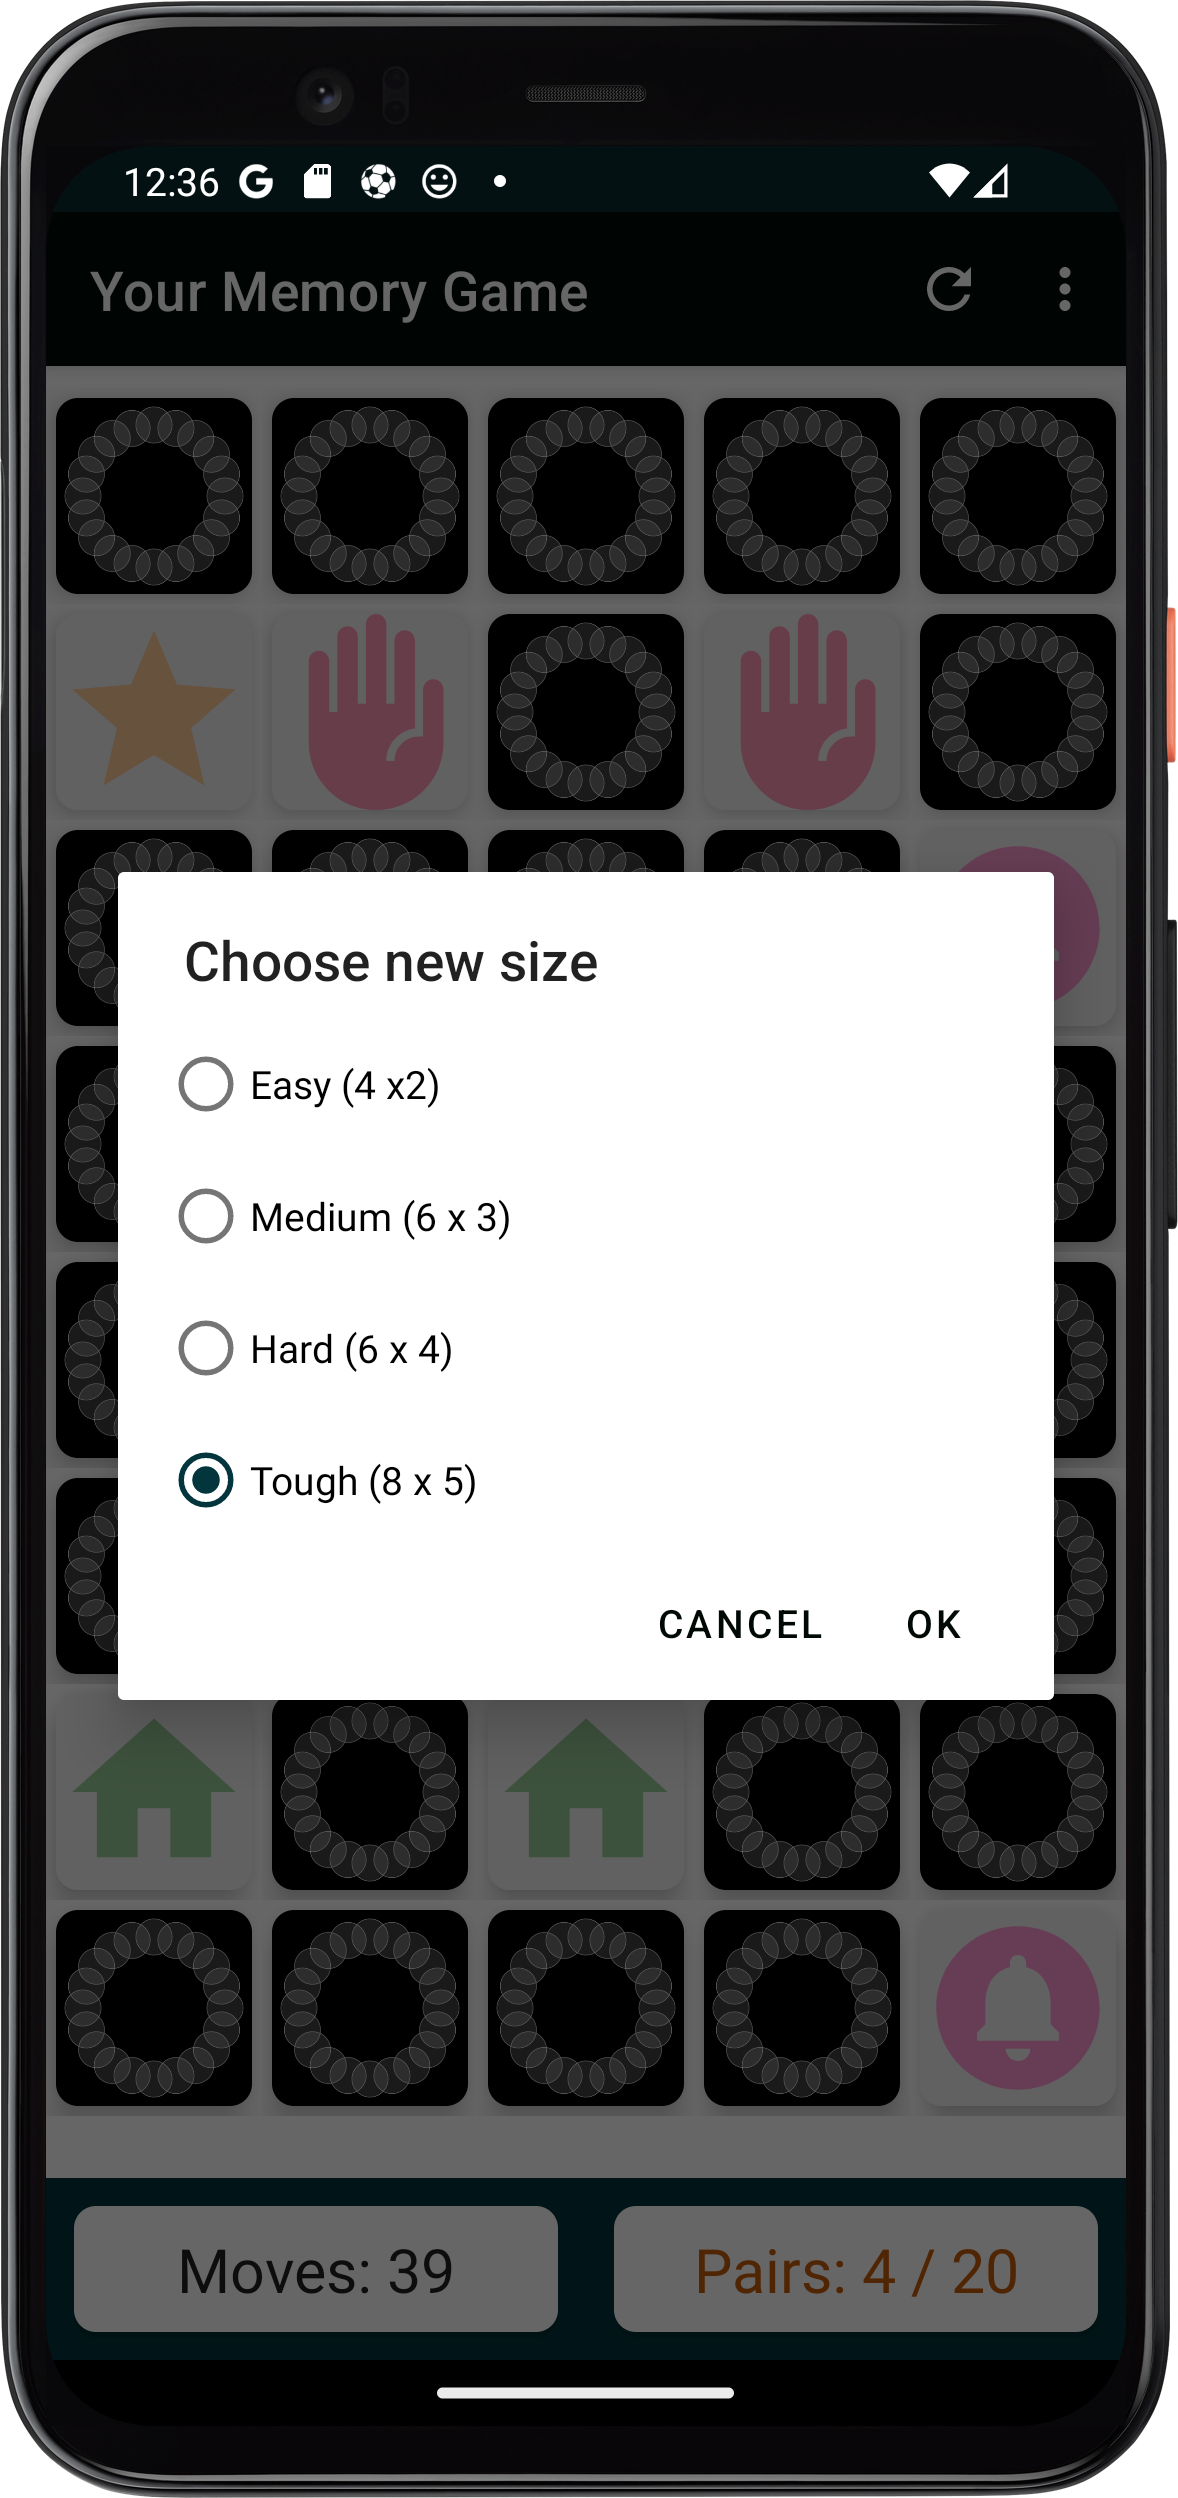 12:36
Your Memory Game
Choose new size
Easy (4 x2)
Medium (6 x 3)
Hard (6 x 4)
Tough (8 x 5)
CANCEL OK
Moves: 39 Pairs: 4 / 20